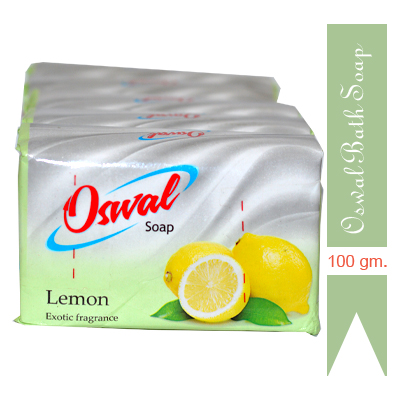 Oswal
Soap
Lemon
Exotic fragrance
Oswal Bath Soap
100 gm.